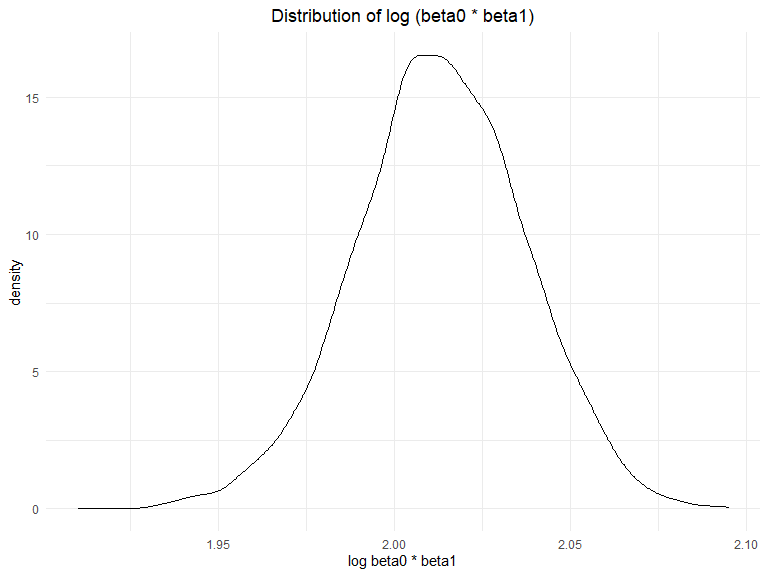 Distribution of log (beta0 * beta1)
15
10
5
0
density
1.95 2.00 2.05 2.10
log beta0 * beta1